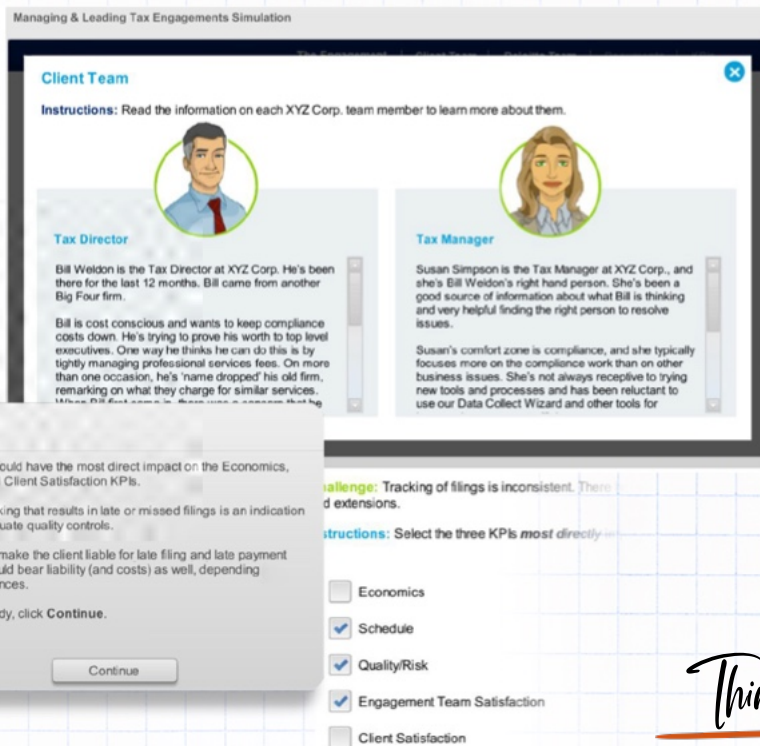 Managing & Leading Tax Engagements Simulation
Client Team
Instructions: Read the information on each XYZ Corp. team member to learn more about them.
Tax Director
Bill Weldon is the Tax Director at XYZ Corp. He's been
there for the last 12 months. Bill came from another
Big Four firm.
Bill is cost conscious and wants to keep compliance
costs down. He's trying to prove his worth to top level
executives. One way he thinks he can do this is by
tightly managing professional services fees. On more
than one occasion, he's 'name dropped' his old firm,
remarking on what they charge for similar services.
When Bill first came in, there was a concern that he
Tax Manager
Susan Simpson is the Tax Manager at XYZ Corp., and
she's Bill Weldon's right hand person. She's been a
good source of information about what Bill is thinking
and very helpful finding the right person to resolve
issues.
Susan's comfort zone is compliance, and she typically
focuses more on the compliance work than on other
business issues. She's not always receptive to trying
new tools and processes and has been reluctant to
use our Data Collect Wizard and other tools for
ould have the most direct impact on the Economics,
Client Satisfaction KPIs.
king that results in late or missed filings is an indication
uate quality controls.
make the client liable for late filing and late payment
uld bear liability (and costs) as well, depending
nces.
dy, click Continue.
Continue
allenge: Tracking of filings is inconsistent. There
d extensions.
structions: Select the three KPIs most directly
Economics
Schedule
Quality/Risk
Engagement Team Satisfaction
Client Satisfaction